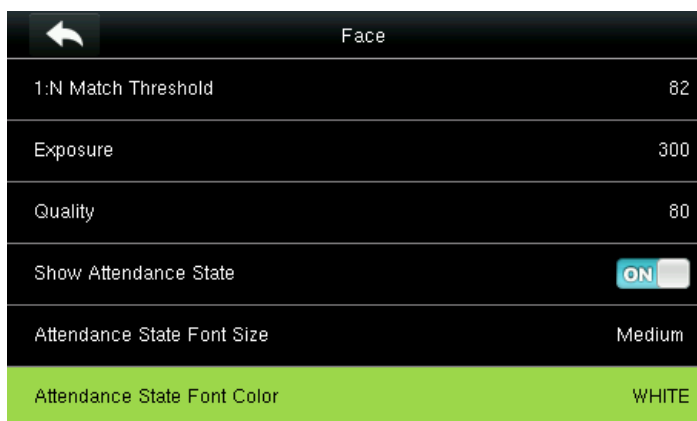 Face
1:N Match Threshold 82
Exposure 300
Quality 80
Show Attendance State ON
Attendance State Font Size Medium
Attendance State Font Color WHITE